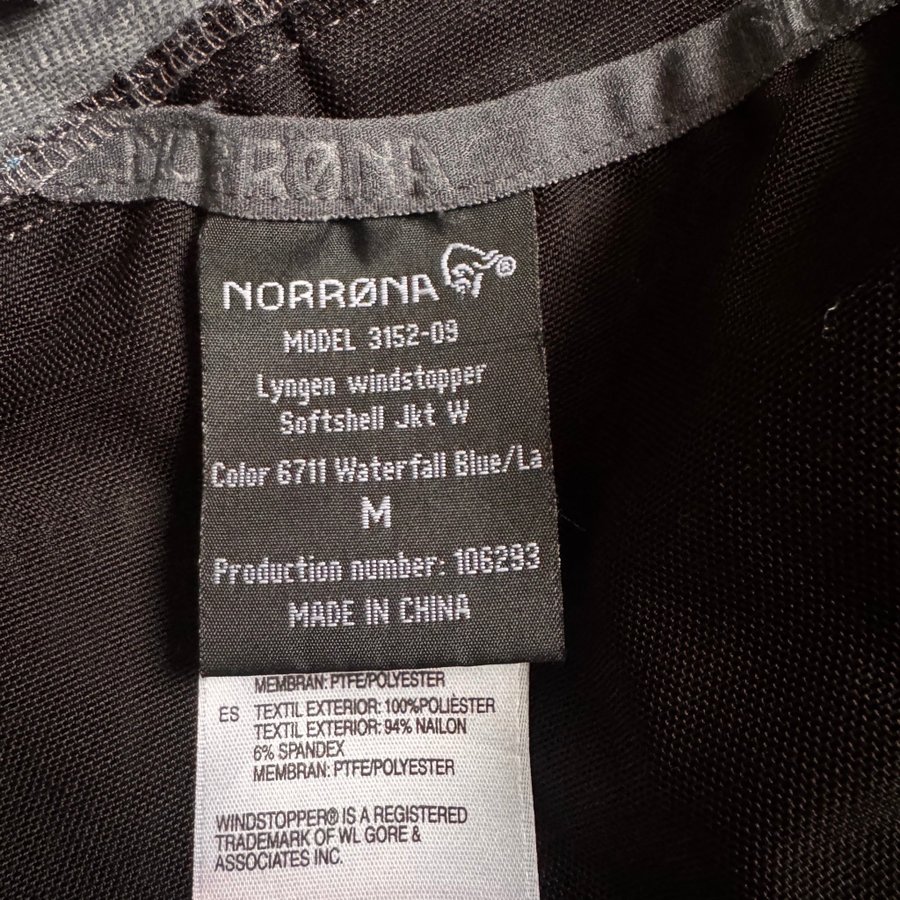 NORRØNA
NORRØNA®
MODEL 3152-09
Lyngen windstopper
Softshell Jkt W
Color 6711 Waterfall Blue/La
M
Production number: 106293
MADE IN CHINA
MEMBRAN: PTFE/POLYESTER
ES TEXTIL EXTERIOR: 100%POLIÈSTER
TEXTIL EXTERIOR: 94% NAILON
6% SPANDEX
MEMBRAN: PTFE/POLYESTER
WINDSTOPPER® IS A REGISTERED
TRADEMARK OF WL GORE &
ASSOCIATES INC.